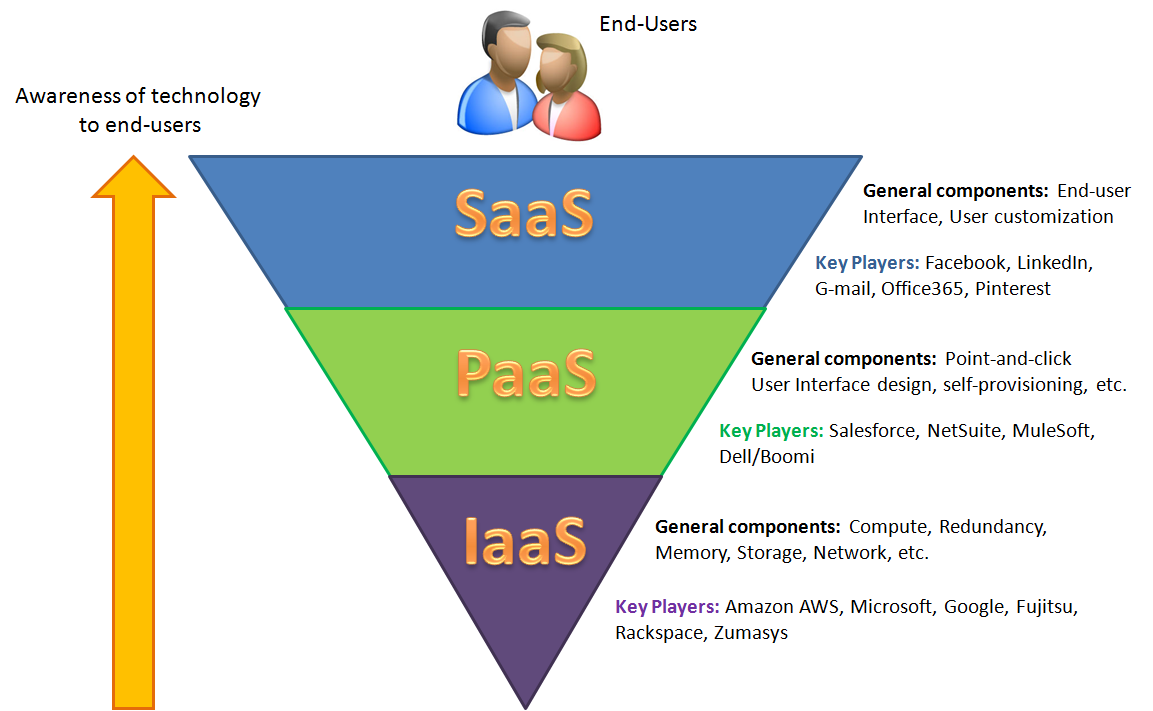 End-Users
Awareness of technology
to end-users
SaaS
General components: End-user
Interface, User customization
Key Players: Facebook, LinkedIn,
G-mail, Office365, Pinterest
PaaS
General components: Point-and-click
User Interface design, self-provisioning, etc.
Key Players: Salesforce, NetSuite, MuleSoft,
Dell/Boomi
IaaS
General components: Compute, Redundancy,
Memory, Storage, Network, etc.
Key Players: Amazon AWS, Microsoft, Google, Fujitsu,
Rackspace, Zumasys